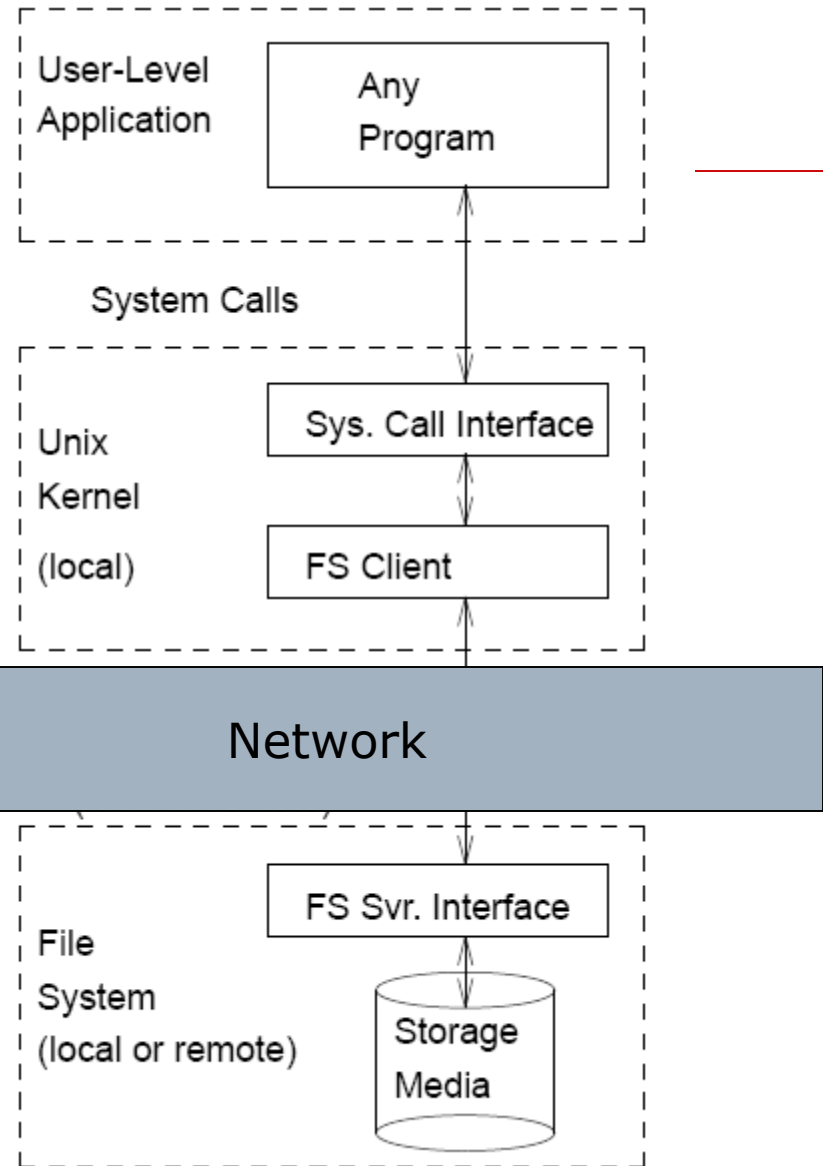 User-Level
Application
Any
Program
System Calls
Unix
Kernel
(local)
Sys. Call Interface
FS Client
Network
File
System
(local or remote)
FS Svr. Interface
Storage
Media